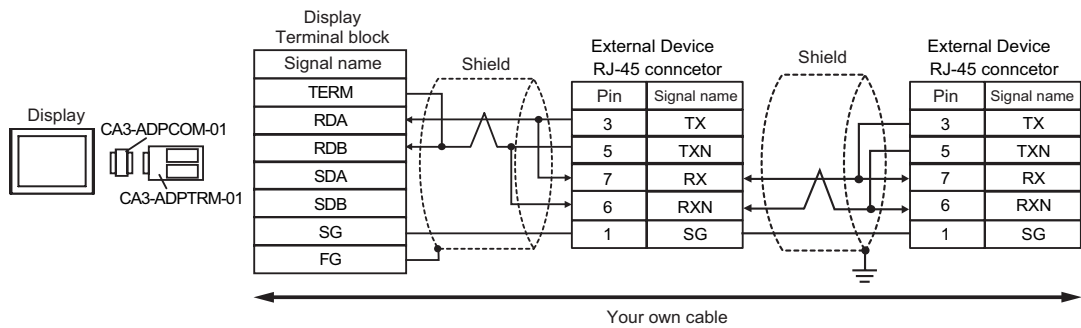 Display
CA3-ADPCOM-01
CA3-ADPTRM-01
Display
Terminal block
Signal name
TERM
RDA
RDB
SDA
SDB
SG
FG
Shield
External Device
RJ-45 conncetor
Pin Signal name
3 TX
5 TXN
7 RX
6 RXN
1 SG
Shield
External Device
RJ-45 conncetor
Pin Signal name
3 TX
5 TXN
7 RX
6 RXN
1 SG
Your own cable